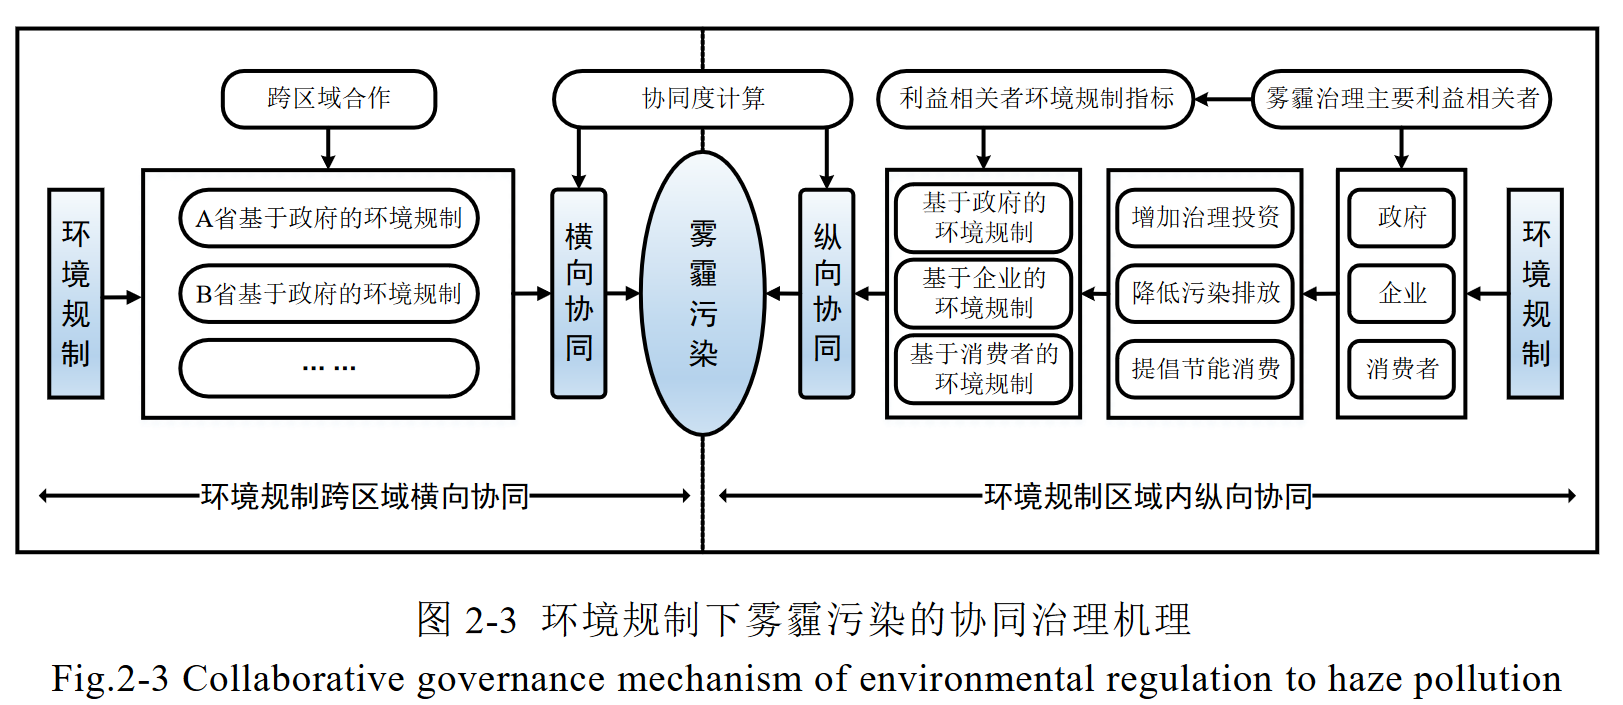 跨区域合作
协同度计算
利益相关者环境规制指标
雾霾治理主要利益相关者
环境规制
A省基于政府的环境规制
B省基于政府的环境规制
... ...
横向协同
雾霾污染
纵向协同
基于政府的
环境规制
基于企业的
环境规制
基于消费者的
环境规制
增加治理投资
降低污染排放
提倡节能消费
政府
企业
消费者
环境规制
环境规制跨区域横向协同
环境规制区域内纵向协同
图 2-3 环境规制下雾霾污染的协同治理机理
Fig.2-3 Collaborative governance mechanism of environmental regulation to haze pollution